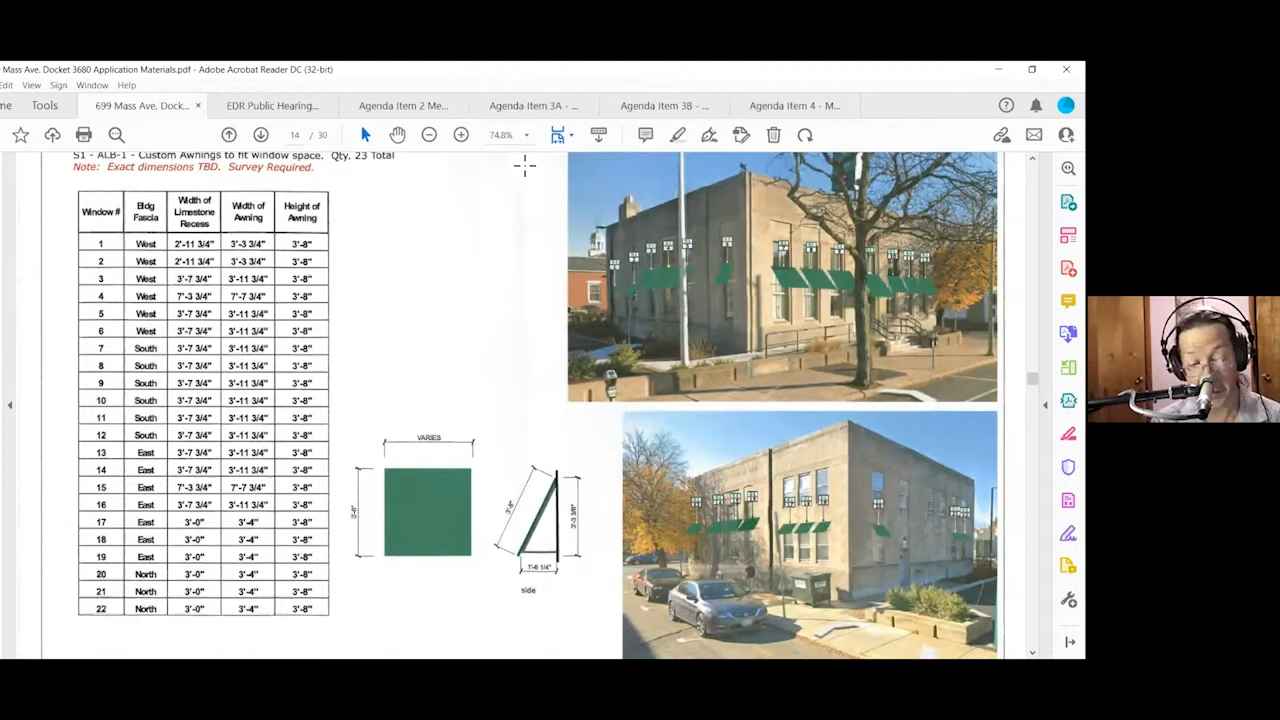 Mass Ave. Docket 3680 Application Materials.pdf - Adobe Acrobat Reader DC (32-bit)
Edit View Sign Window Help
me Tools 699 Mass Ave. Dock... × EDR Public Hearing... Agenda Item 2 Me... Agenda Item 3A - ... Agenda Item 3B - ... Agenda Item 4 - M...
14 / 30 74.8%
S1 - ALB-1 - Custom Awnings to fit window space. Qty. 23 Total
Note: Exact dimensions TBD. Survey Required.
Window # Bldg Fascia Width of Limestone Recess Width of Awning Height of Awning
1 West 2'-11 3/4" 3'-3 3/4" 3'-8"
2 West 2'-11 3/4" 3'-3 3/4" 3'-8"
3 West 3'-7 3/4" 3'-11 3/4" 3'-8"
4 West 7'-3 3/4" 7'-7 3/4" 3'-8"
5 West 3'-7 3/4" 3'-11 3/4" 3'-8"
6 West 3'-7 3/4" 3'-11 3/4" 3'-8"
7 South 3'-7 3/4" 3'-11 3/4" 3'-8"
8 South 3'-7 3/4" 3'-11 3/4" 3'-8"
9 South 3'-7 3/4" 3'-11 3/4" 3'-8"
10 South 3'-7 3/4" 3'-11 3/4" 3'-8"
11 South 3'-7 3/4" 3'-11 3/4" 3'-8"
12 South 3'-7 3/4" 3'-11 3/4" 3'-8"
13 East 3'-7 3/4" 3'-11 3/4" 3'-8"
14 East 3'-7 3/4" 3'-11 3/4" 3'-8"
15 East 7'-3 3/4" 7'-7 3/4" 3'-8"
16 East 3'-7 3/4" 3'-11 3/4" 3'-8"
17 East 3'-0" 3'-4" 3'-8"
18 East 3'-0" 3'-4" 3'-8"
19 East 3'-0" 3'-4" 3'-8"
20 North 3'-0" 3'-4" 3'-8"
21 North 3'-0" 3'-4" 3'-8"
22 North 3'-0" 3'-4" 3'-8"
VARIES
3'-8"
3'-8"
3'-3 3/8"
1'-6 1/4"
side